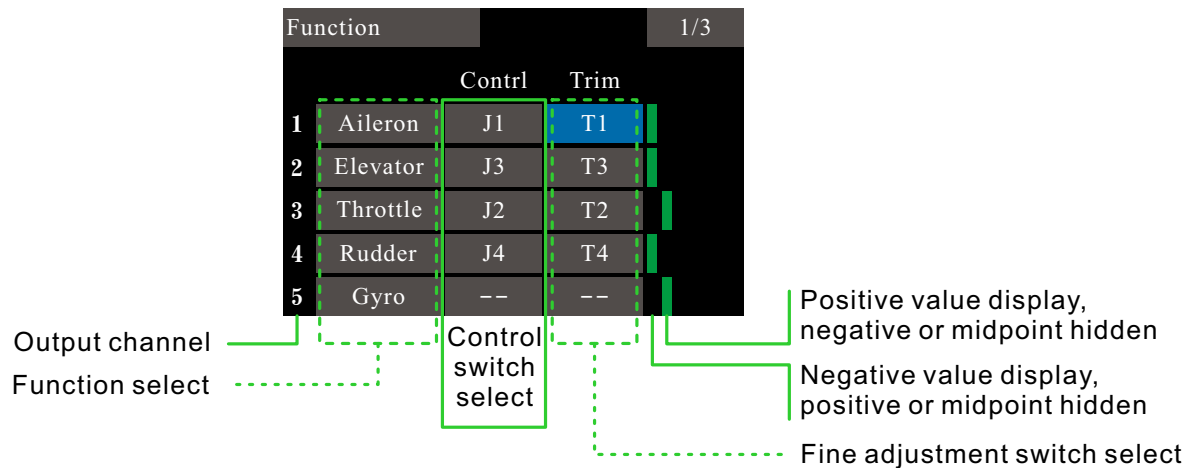 Function 1/3
Contrl Trim
1 Aileron J1 T1
2 Elevator J3 T3
3 Throttle J2 T2
4 Rudder J4 T4
5 Gyro -- --
Output channel
Function select
Control
switch
select
Positive value display,
negative or midpoint hidden
Negative value display,
positive or midpoint hidden
Fine adjustment switch select